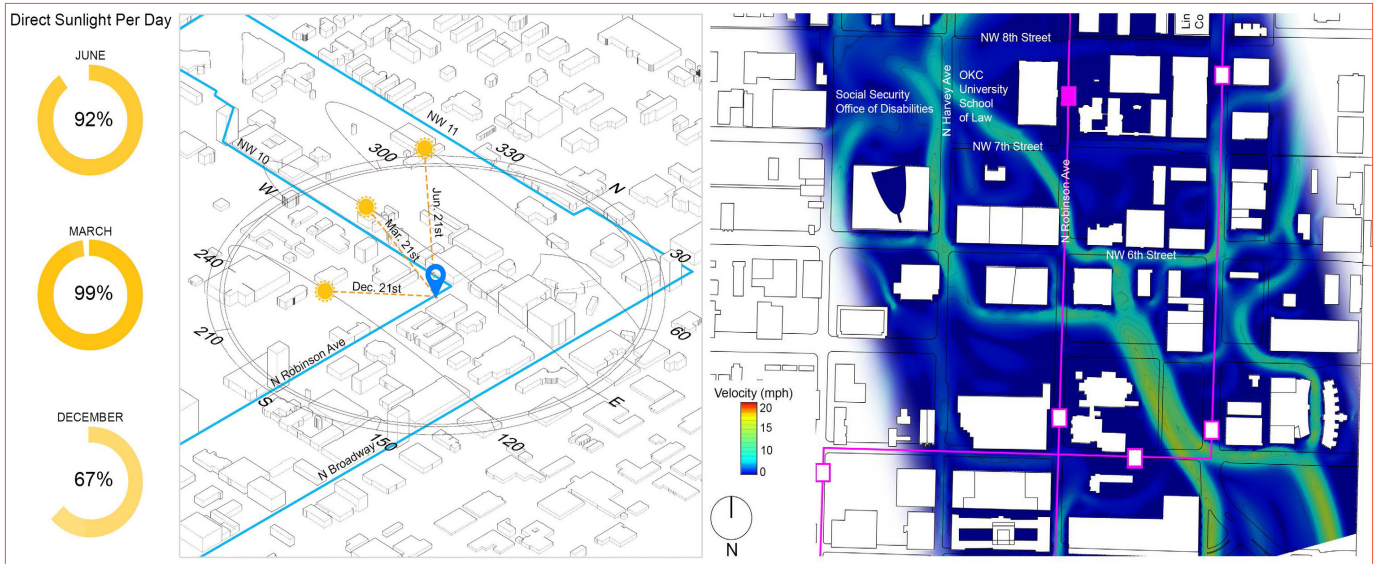 Direct Sunlight Per Day
JUNE
92%
MARCH
99%
DECEMBER
67%
NW 11
NW 10
300
330
W
N
Jun. 21st
Mar. 21st
240
30
Dec. 21st
210
60
N Robinson Ave
S
E
150
120
N Broadway
Lin
Co
NW 8th Street
Social Security
Office of Disabilities
N Harvey Ave
OKC
University
School
of Law
NW 7th Street
N Robinson Ave
NW 6th Street
Velocity (mph)
20
15
10
0
N